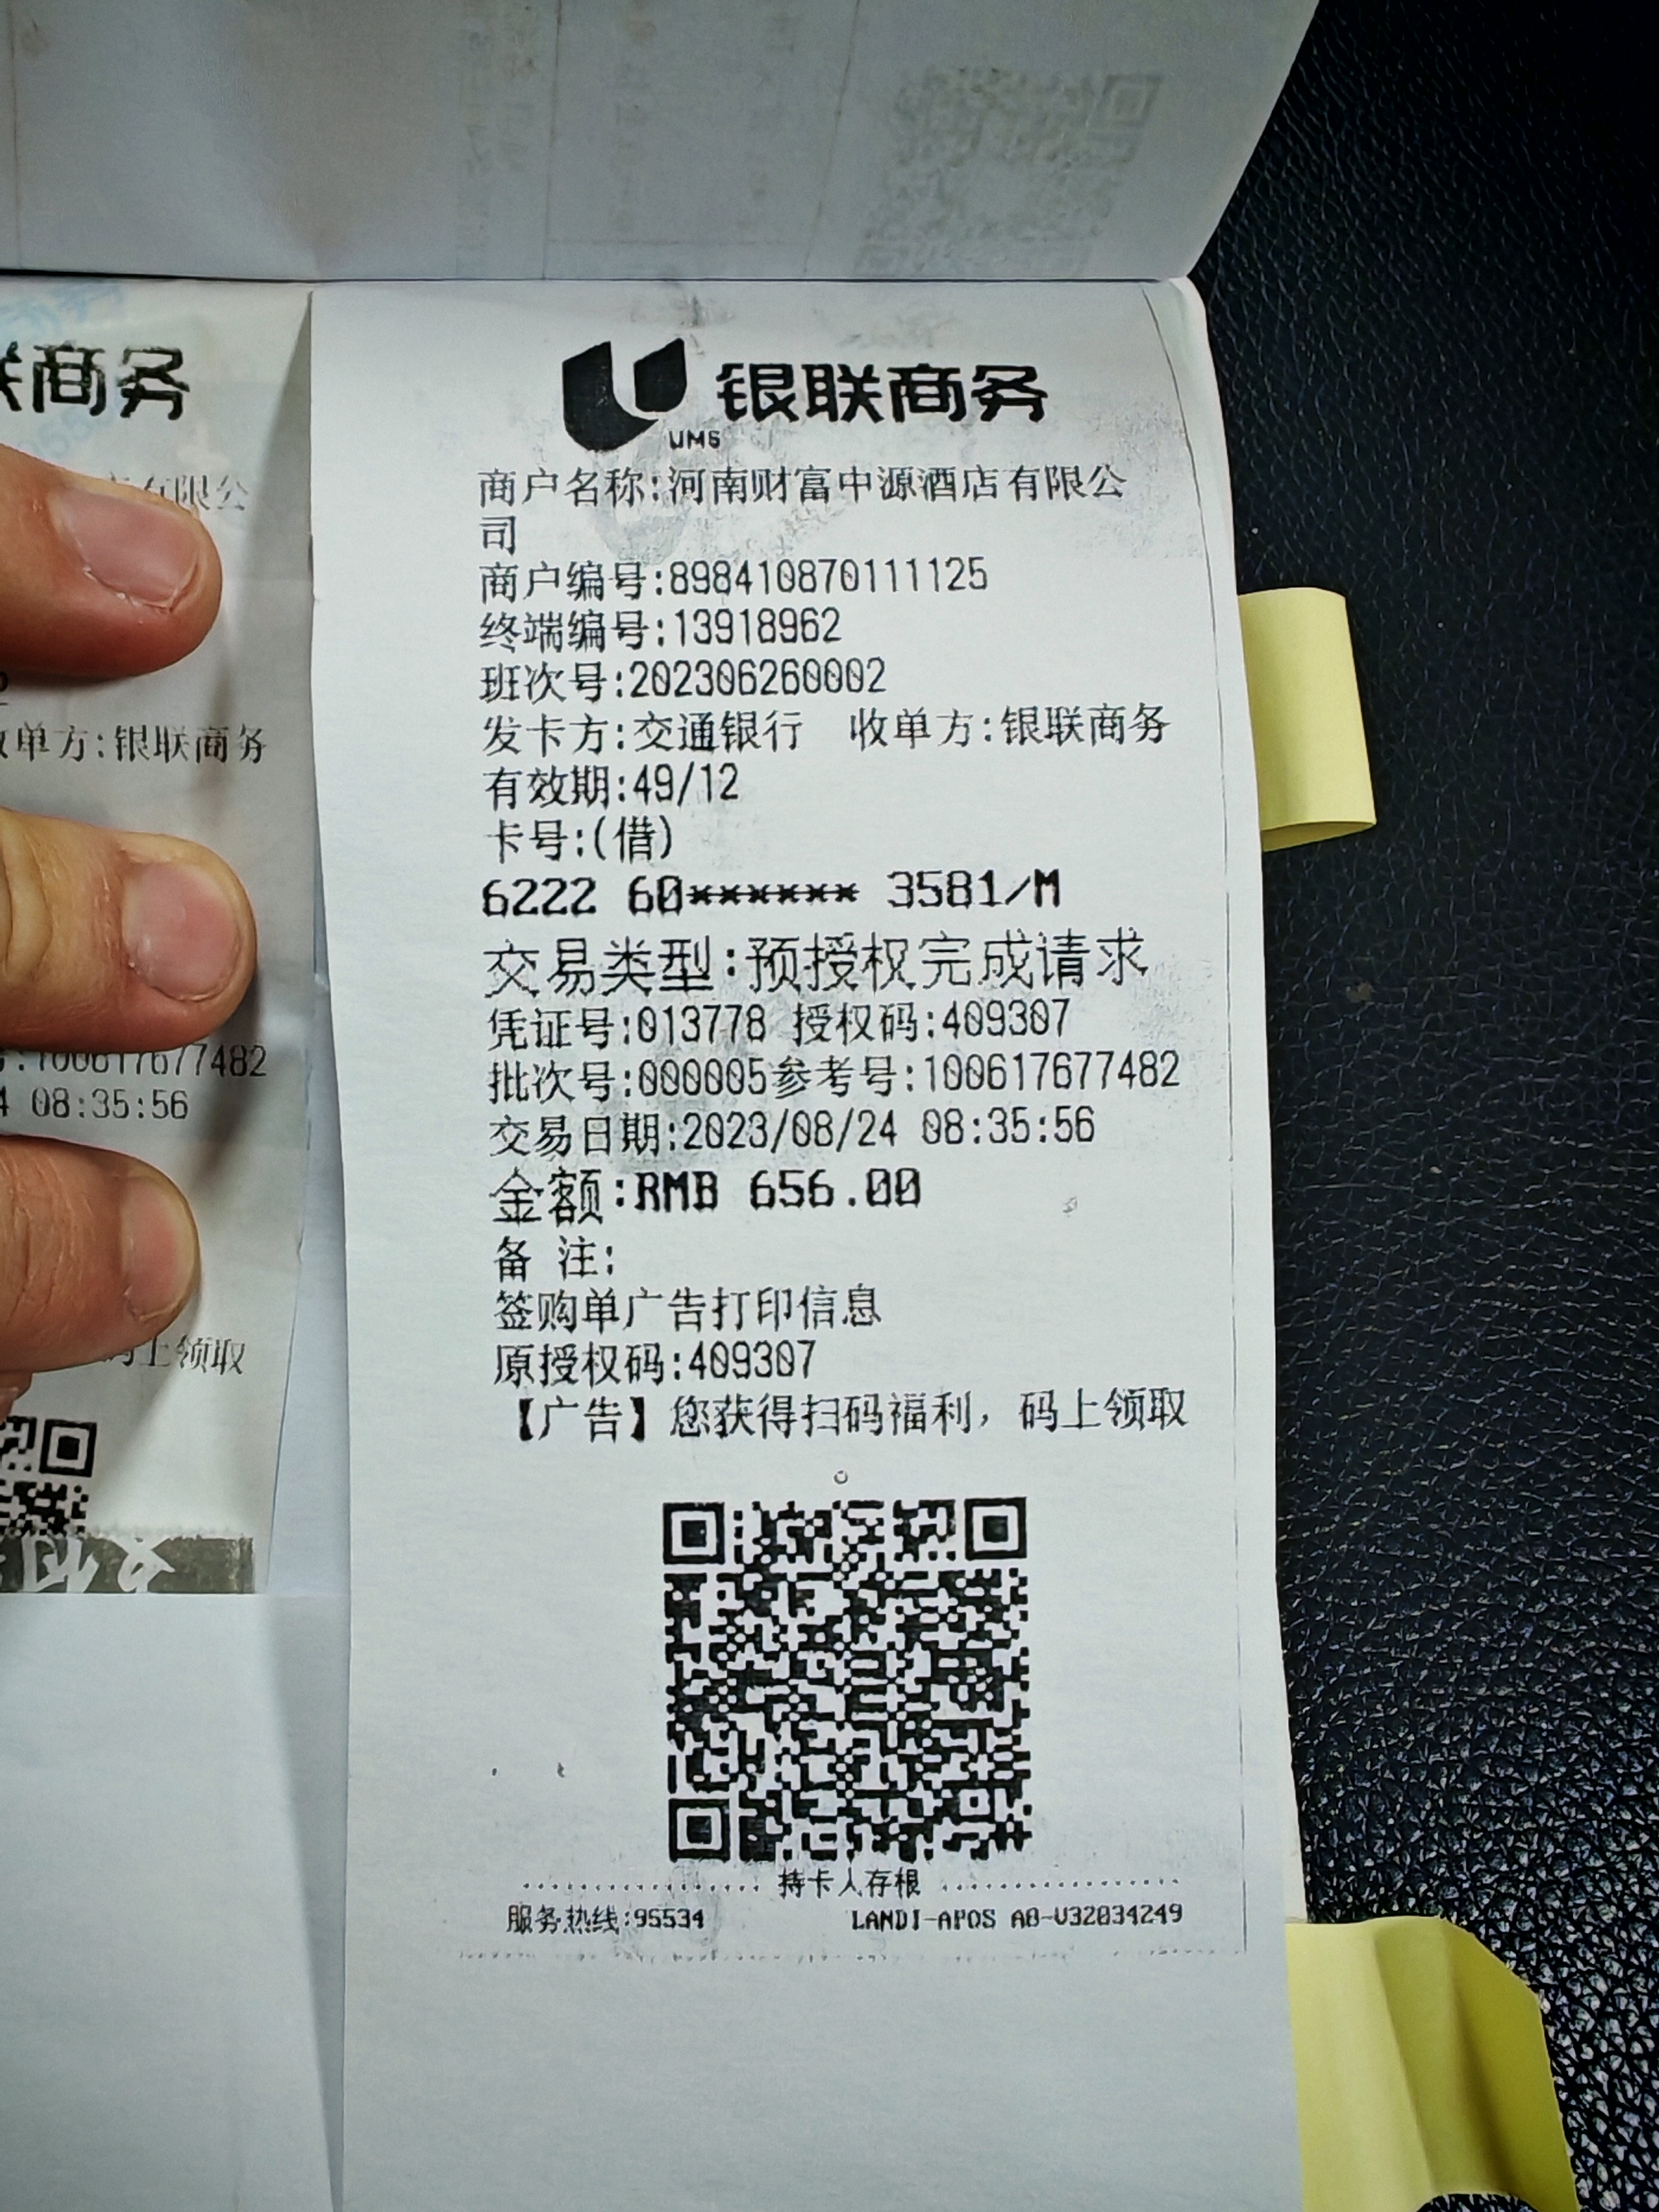 联商务
有限公
收单方:银联商务
:100617677482
4 08:35:56
码上领取
银联商务
UMS
商户名称:河南财富中源酒店有限公
司
商户编号:898410870111125
终端编号:13918962
班次号:202306260002
发卡方:交通银行 收单方:银联商务
有效期:49/12
卡号:(借)
6222 60****** 3581/M
交易类型:预授权完成请求
凭证号:013778 授权码:409307
批次号:000005参考号:100617677482
交易日期:2023/08/24 08:35:56
金额:RMB 656.00
备 注:
签购单广告打印信息
原授权码:409307
【广告】您获得扫码福利，码上领取
持卡人存根
服务热线:95534 LANDI-APOS A8-V32034249